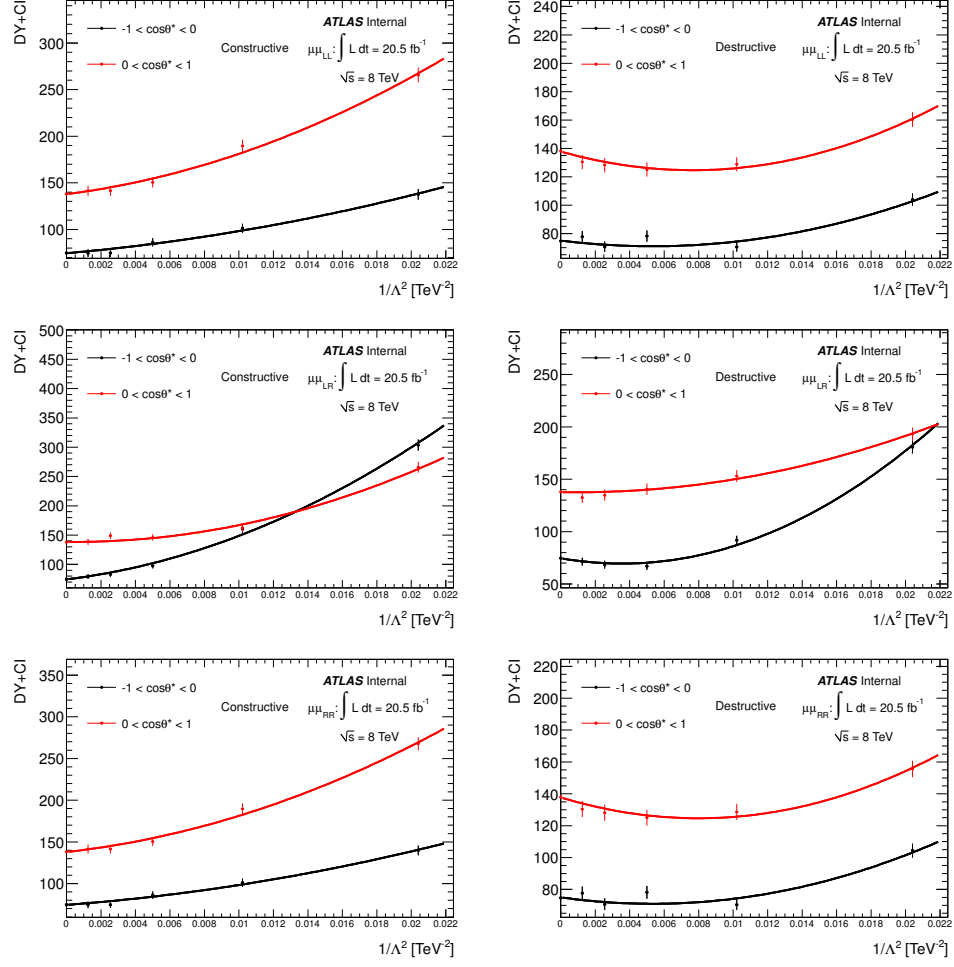 DY+CI
-1 < cosθ* < 0
0 < cosθ* < 1
ATLAS Internal
Constructive μμLL: ∫ L dt = 20.5 fb-1
√s = 8 TeV
300
250
200
150
100
0 0.002 0.004 0.006 0.008 0.01 0.012 0.014 0.016 0.018 0.02 0.022
1/Λ2 [TeV-2]
DY+CI
-1 < cosθ* < 0
0 < cosθ* < 1
ATLAS Internal
Destructive μμLL: ∫ L dt = 20.5 fb-1
√s = 8 TeV
240
220
200
180
160
140
120
100
80
0 0.002 0.004 0.006 0.008 0.01 0.012 0.014 0.016 0.018 0.02 0.022
1/Λ2 [TeV-2]
DY+CI
-1 < cosθ* < 0
0 < cosθ* < 1
ATLAS Internal
Constructive μμLR: ∫ L dt = 20.5 fb-1
√s = 8 TeV
500
450
400
350
300
250
200
150
100
0 0.002 0.004 0.006 0.008 0.01 0.012 0.014 0.016 0.018 0.02 0.022
1/Λ2 [TeV-2]
DY+CI
-1 < cosθ* < 0
0 < cosθ* < 1
ATLAS Internal
Destructive μμLR: ∫ L dt = 20.5 fb-1
√s = 8 TeV
250
200
150
100
50
0 0.002 0.004 0.006 0.008 0.01 0.012 0.014 0.016 0.018 0.02 0.022
1/Λ2 [TeV-2]
DY+CI
-1 < cosθ* < 0
0 < cosθ* < 1
ATLAS Internal
Constructive μμRR: ∫ L dt = 20.5 fb-1
√s = 8 TeV
350
300
250
200
150
100
0 0.002 0.004 0.006 0.008 0.01 0.012 0.014 0.016 0.018 0.02 0.022
1/Λ2 [TeV-2]
DY+CI
-1 < cosθ* < 0
0 < cosθ* < 1
ATLAS Internal
Destructive μμRR: ∫ L dt = 20.5 fb-1
√s = 8 TeV
220
200
180
160
140
120
100
80
60
0 0.002 0.004 0.006 0.008 0.01 0.012 0.014 0.016 0.018 0.02 0.022
1/Λ2 [TeV-2]